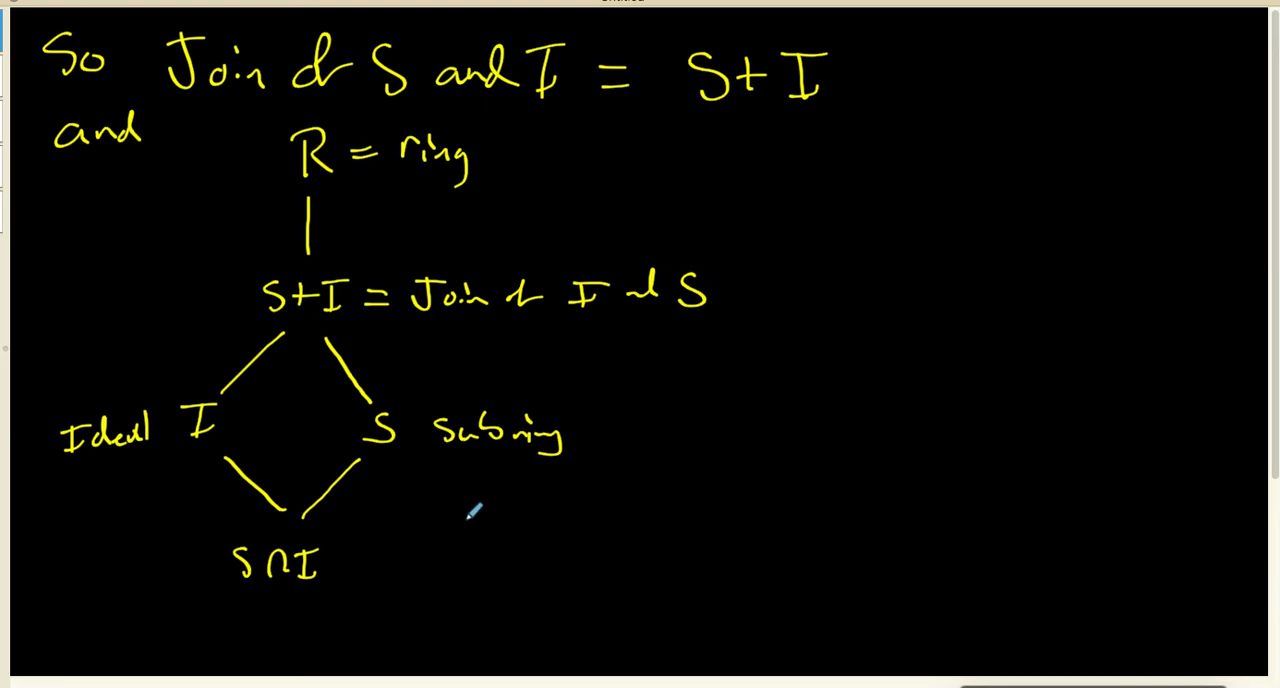 So Join of S and I = S+I
and
R = ring
S+I = Join of I and S
Ideal I S subring
S∩I